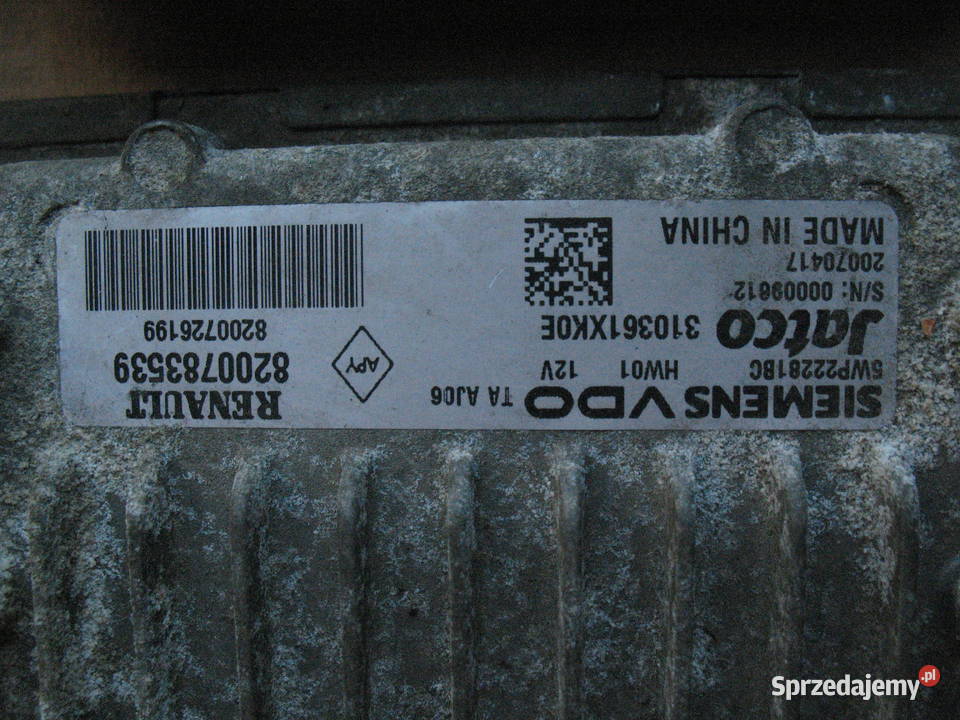 SIEMENS VDO TA AJ06
5WP22281BC HW01 12V
Jatco 310361XK0E
S/N: 00009612
20070417
MADE IN CHINA
APY
RENAULT
8200783539
8200726199
Sprzedajemy.pl